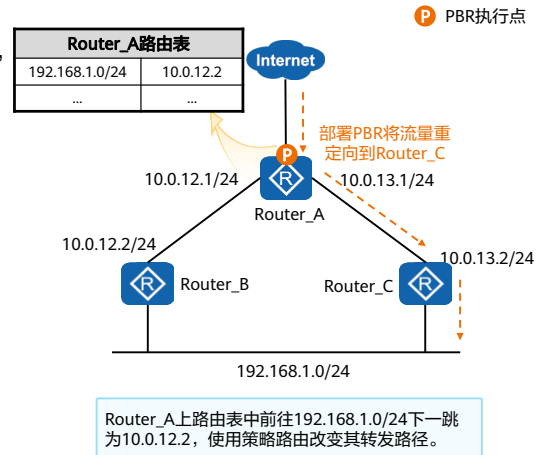 P PBR执行点
,
Router_A路由表
192.168.1.0/24 10.0.12.2
... ...
Internet
部署PBR将流量重
定向到Router_C
P
10.0.12.1/24 R 10.0.13.1/24
Router_A
10.0.12.2/24
10.0.13.2/24
R Router_B
Router_C R
192.168.1.0/24
Router_A上路由表中前往192.168.1.0/24下一跳
为10.0.12.2，使用策略路由改变其转发路径。